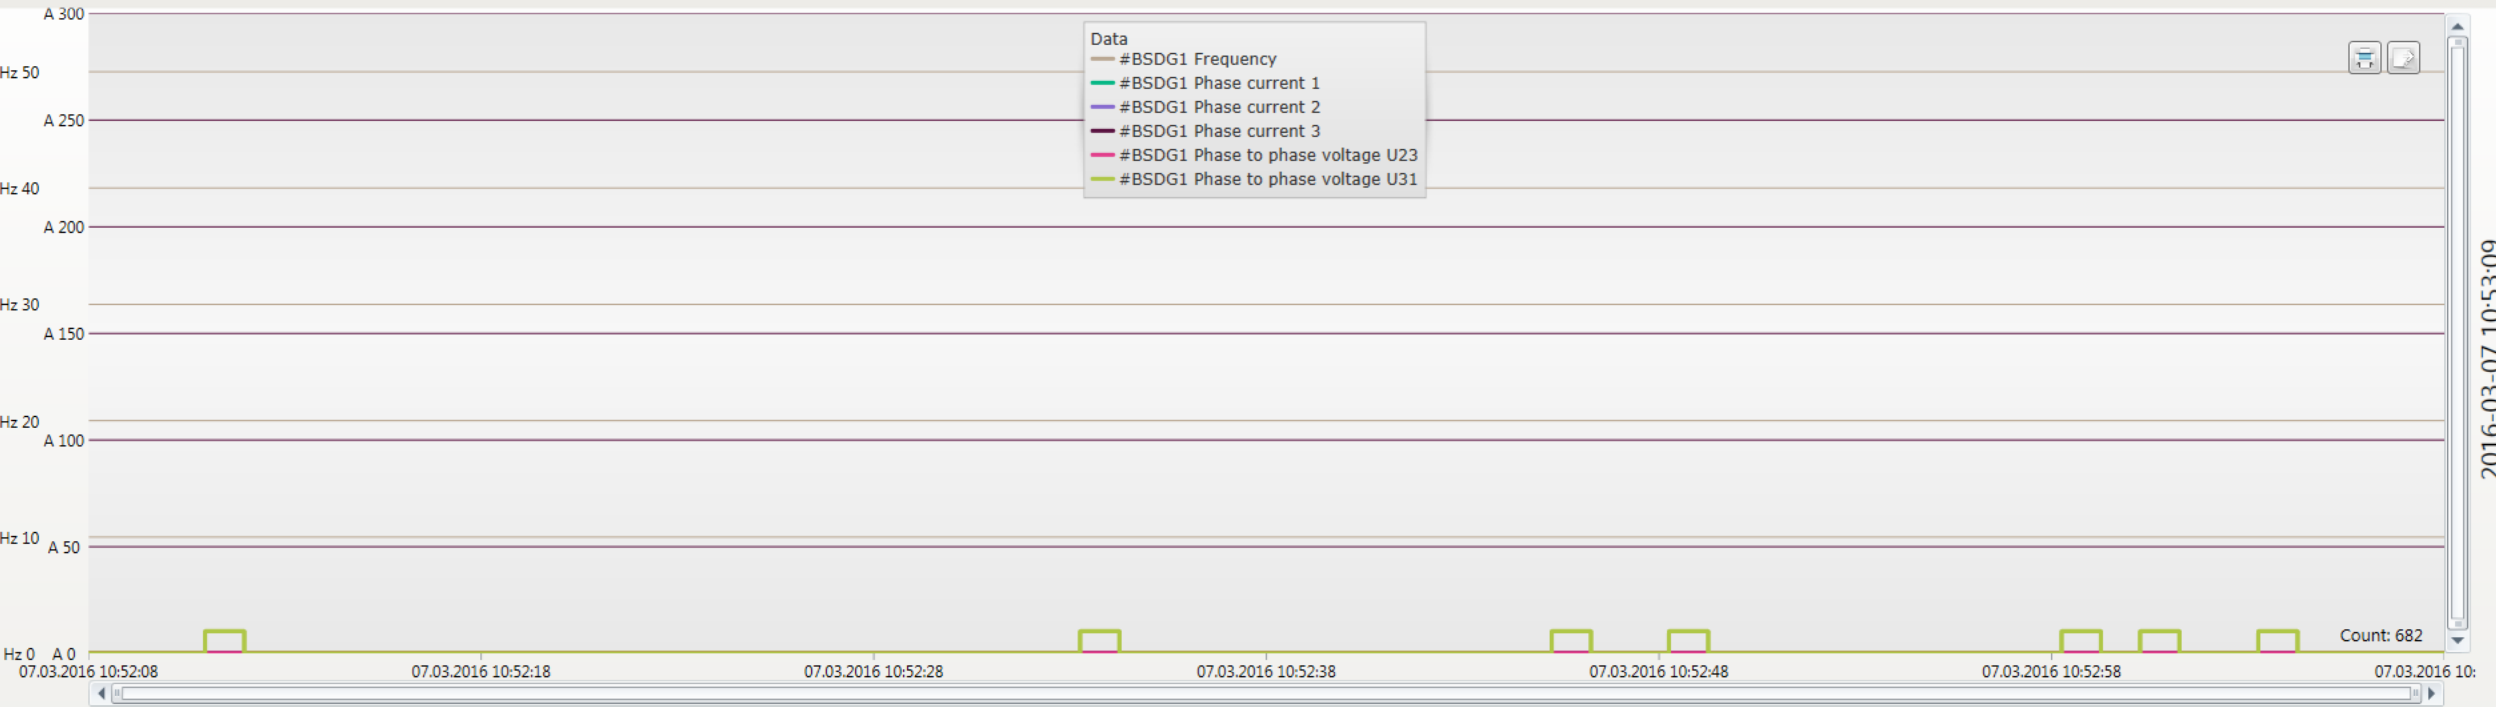 A 300
Hz 50
A 250
Hz 40
A 200
Hz 30
A 150
Hz 20
A 100
Hz 10
A 50
Hz 0 A 0
Data
#BSDG1 Frequency
#BSDG1 Phase current 1
#BSDG1 Phase current 2
#BSDG1 Phase current 3
#BSDG1 Phase to phase voltage U23
#BSDG1 Phase to phase voltage U31
Count: 682
07.03.2016 10:52:08 07.03.2016 10:52:18 07.03.2016 10:52:28 07.03.2016 10:52:38 07.03.2016 10:52:48 07.03.2016 10:52:58 07.03.2016 10:
2016-03-07 10:53:09